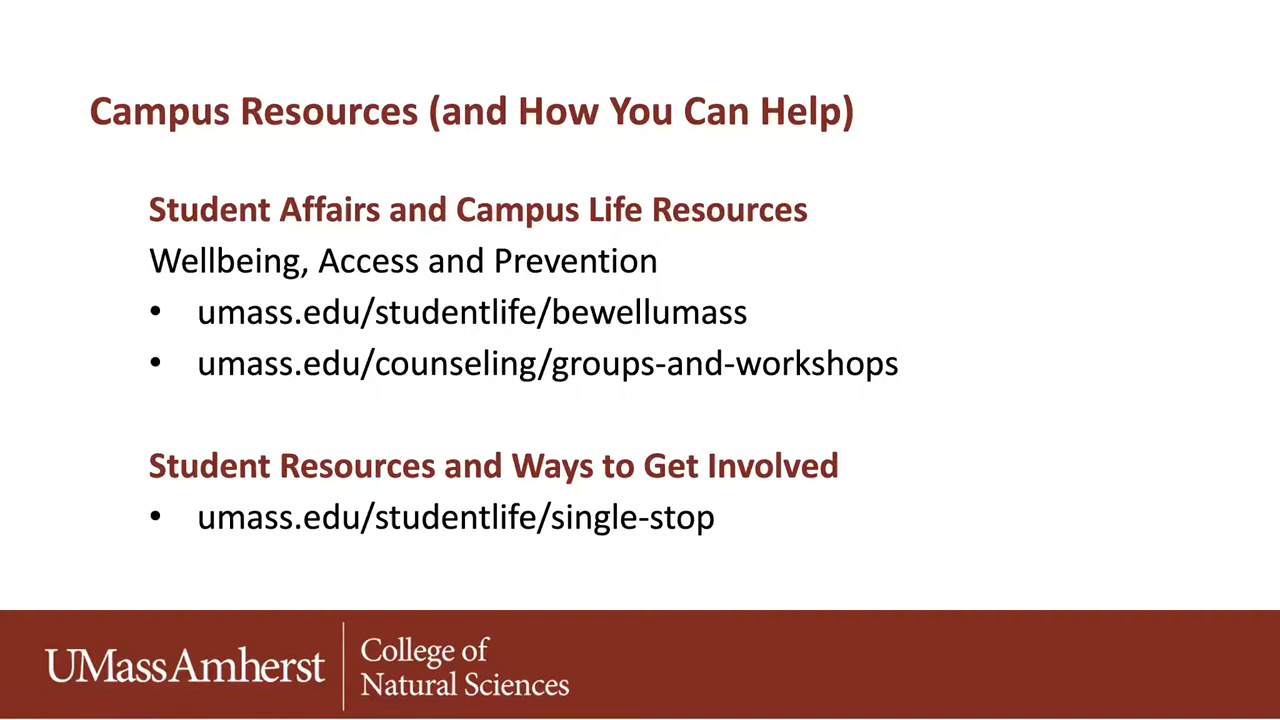 Campus Resources (and How You Can Help)
Student Affairs and Campus Life Resources
Wellbeing, Access and Prevention
• umass.edu/studentlife/bewellumass
• umass.edu/counseling/groups-and-workshops
Student Resources and Ways to Get Involved
• umass.edu/studentlife/single-stop
UMassAmherst
College of
Natural Sciences